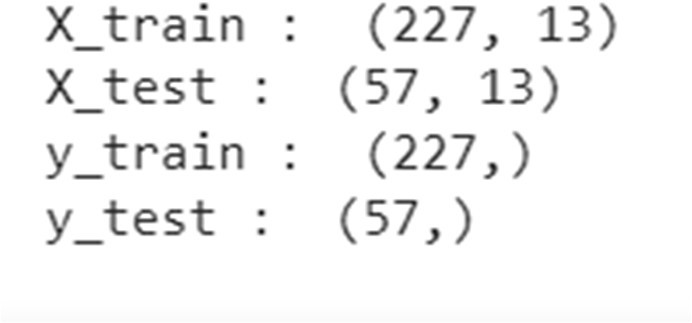 X_train :  (227, 13)
X_test :  (57, 13)
y_train :  (227,)
y_test :  (57,)